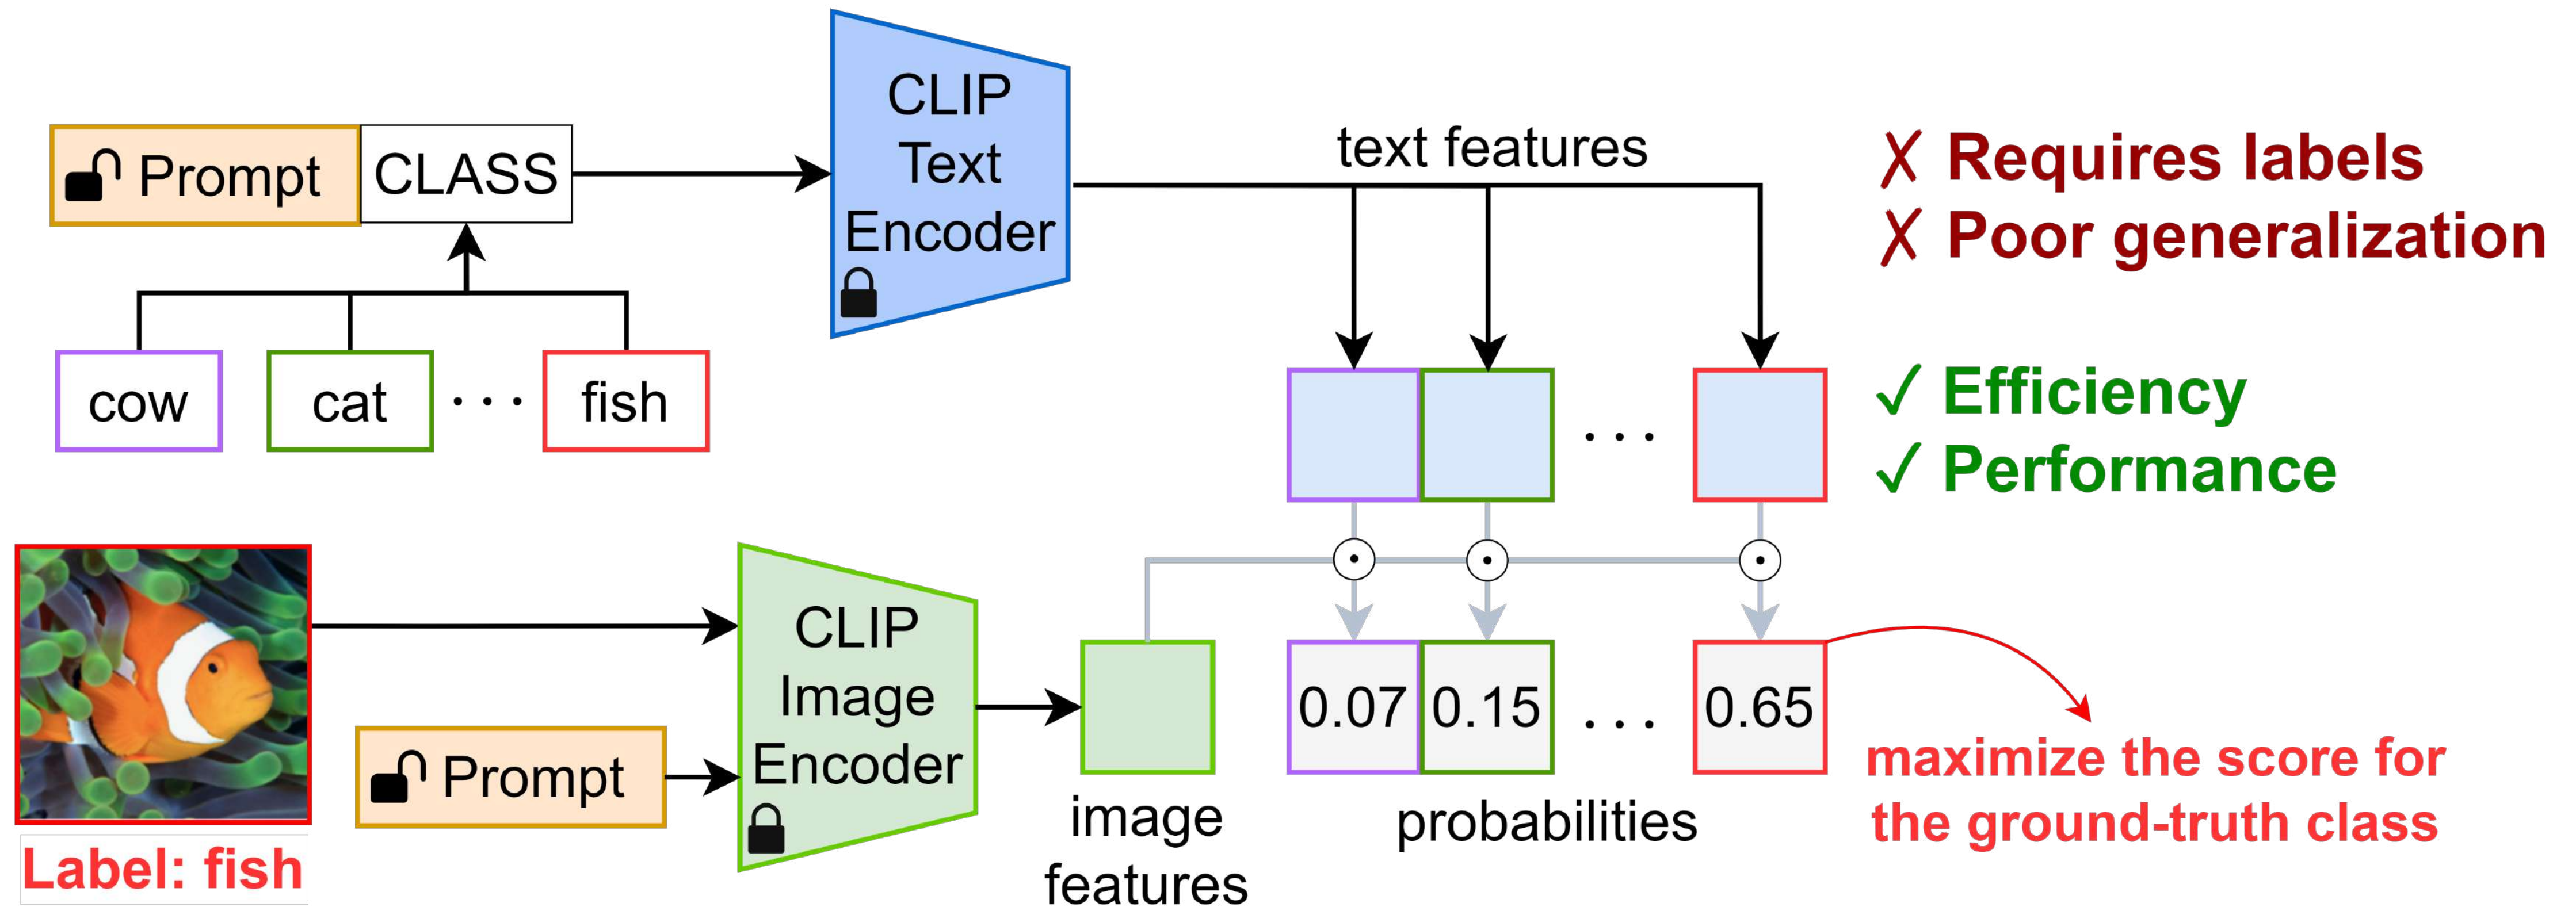 Prompt
CLASS
cow
cat
...
fish
CLIP
Text
Encoder
text features
...
✗ Requires labels
✗ Poor generalization
✓ Efficiency
✓ Performance
Label: fish
Prompt
CLIP
Image
Encoder
image
features
0.07
0.15
...
0.65
probabilities
maximize the score for
the ground-truth class